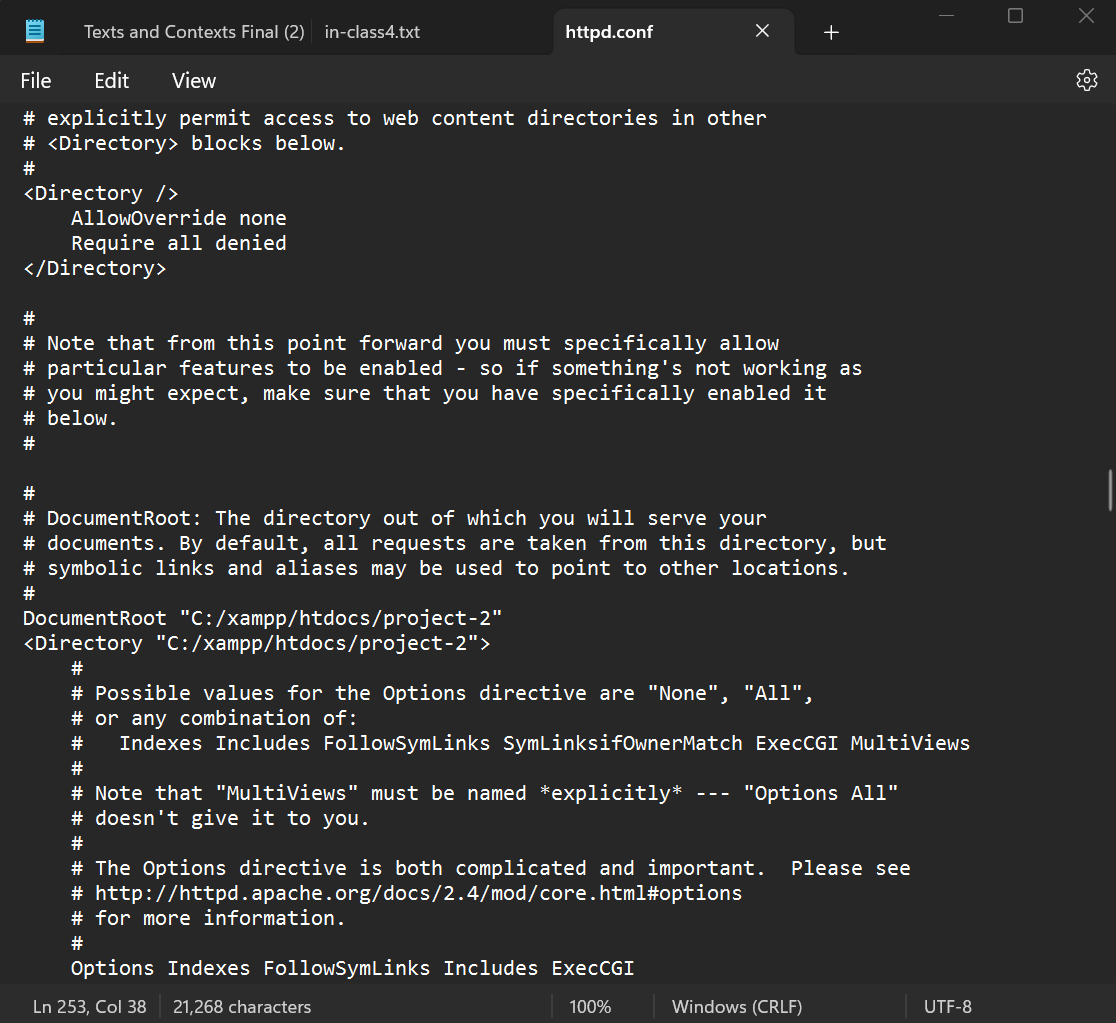 Texts and Contexts Final (2)
in-class4.txt
httpd.conf
File
Edit
View
# explicitly permit access to web content directories in other
# <Directory> blocks below.
#
<Directory />
    AllowOverride none
    Require all denied
</Directory>

#
# Note that from this point forward you must specifically allow
# particular features to be enabled - so if something's not working as
# you might expect, make sure that you have specifically enabled it
# below.
#

#
# DocumentRoot: The directory out of which you will serve your
# documents. By default, all requests are taken from this directory, but
# symbolic links and aliases may be used to point to other locations.
#
DocumentRoot "C:/xampp/htdocs/project-2"
<Directory "C:/xampp/htdocs/project-2">
    #
    # Possible values for the Options directive are "None", "All",
    # or any combination of:
    #   Indexes Includes FollowSymLinks SymLinksifOwnerMatch ExecCGI MultiViews
    #
    # Note that "MultiViews" must be named *explicitly* --- "Options All"
    # doesn't give it to you.
    #
    # The Options directive is both complicated and important.  Please see
    # http://httpd.apache.org/docs/2.4/mod/core.html#options
    # for more information.
    #
    Options Indexes FollowSymLinks Includes ExecCGI
Ln 253, Col 38
21,268 characters
100%
Windows (CRLF)
UTF-8